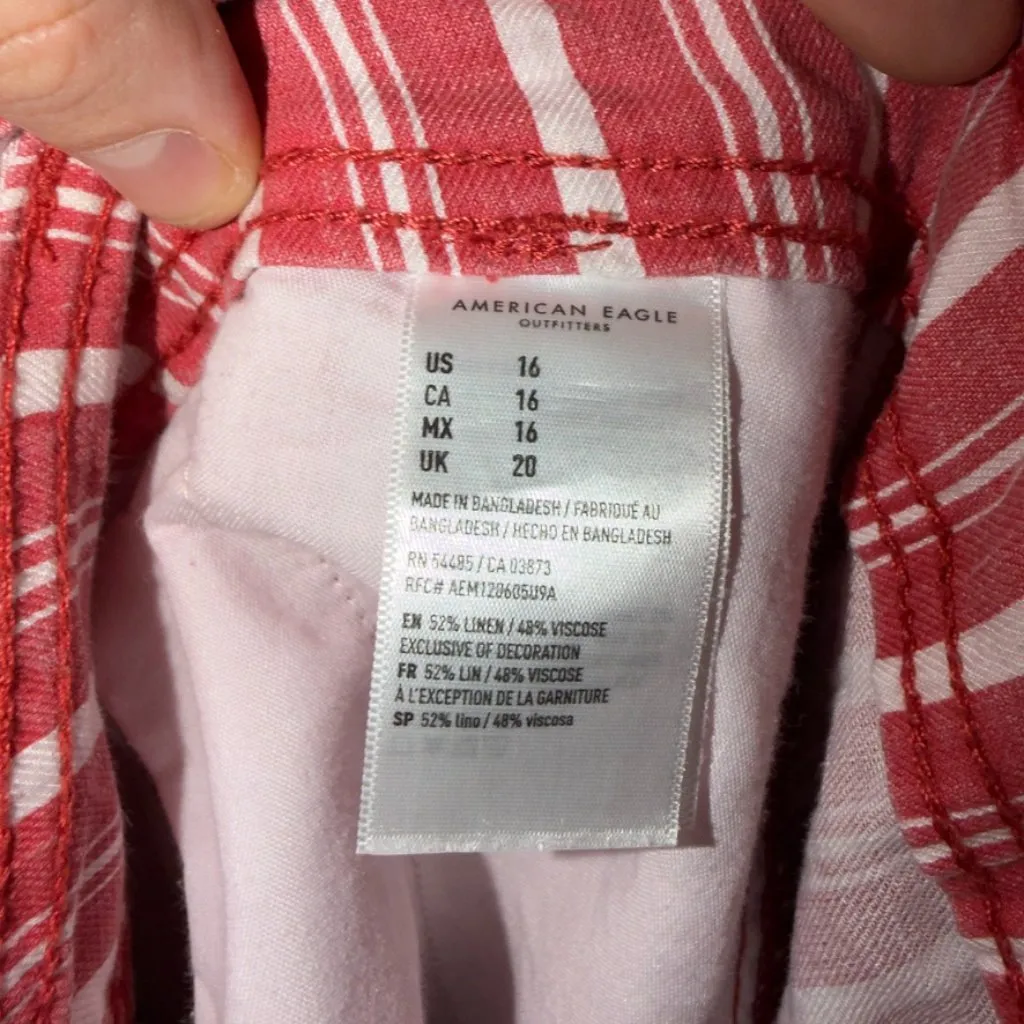 AMERICAN EAGLE
OUTFITTERS
US 16
CA 16
MX 16
UK 20
MADE IN BANGLADESH / FABRIQUÉ AU
BANGLADESH / HECHO EN BANGLADESH
RN 54485 / CA 03873
RFC# AEM120605U9A
EN 52% LINEN / 48% VISCOSE
EXCLUSIVE OF DECORATION
FR 52% LIN / 48% VISCOSE
À L'EXCEPTION DE LA GARNITURE
SP 52% lino / 48% viscosa